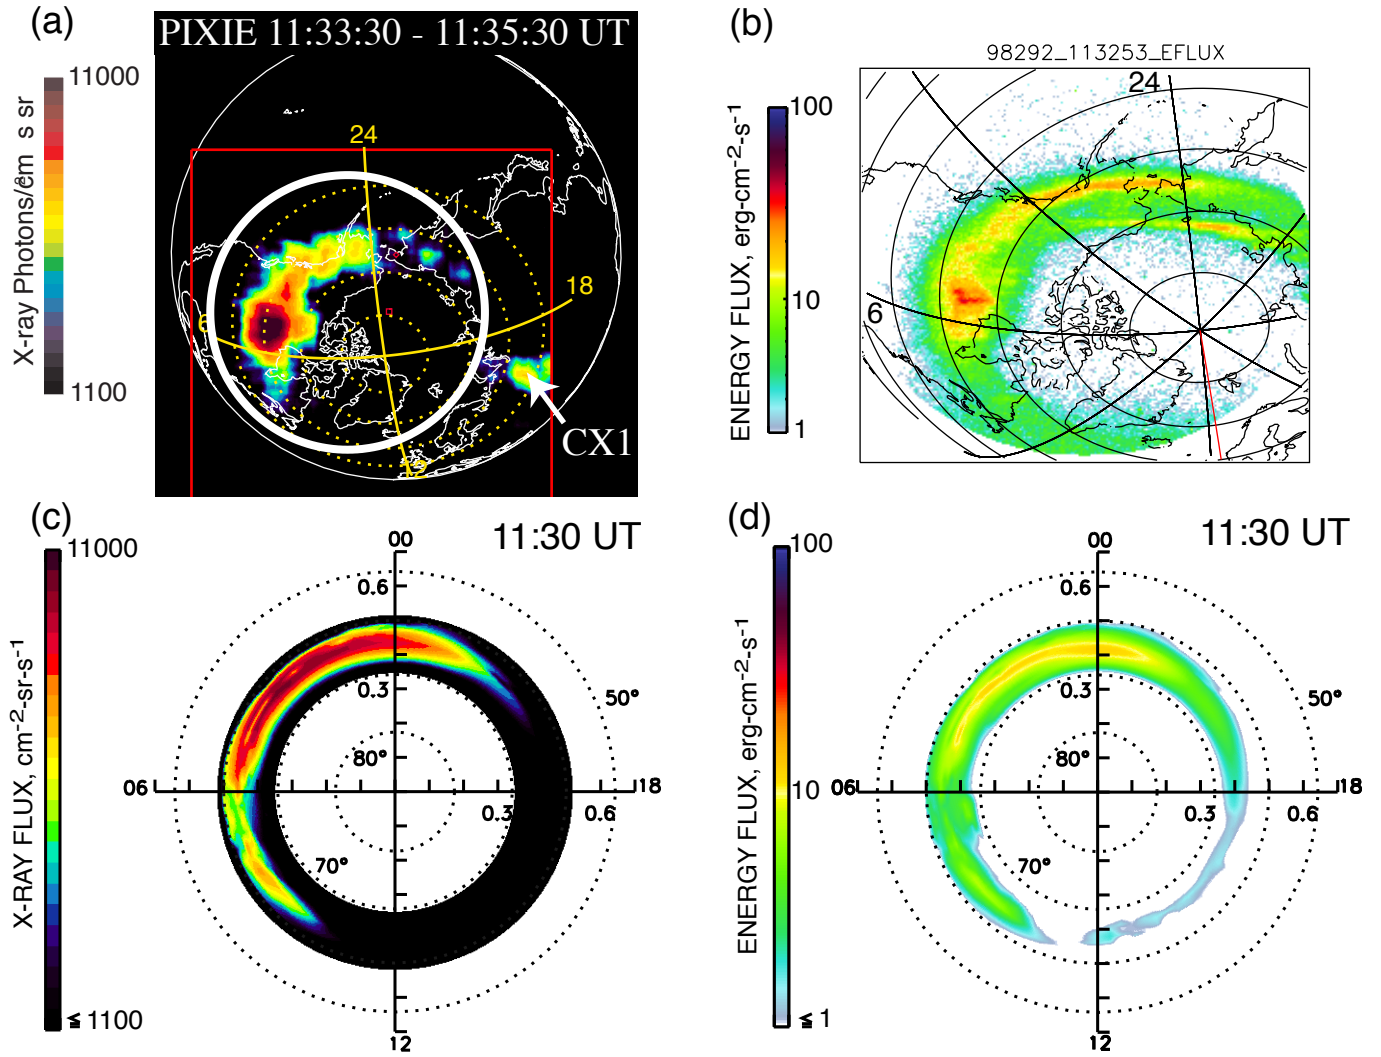 (a)
PIXIE 11:33:30 - 11:35:30 UT
11000
X-ray Photons/cm s sr
1100
24
18
6
12
CX1
(b)
98292_113253_EFLUX
100
ENERGY FLUX, erg-cm-2-s-1
10
1
24
6
(c)
11:30 UT
11000
X-RAY FLUX, cm-2-sr-s-1
≦ 1100
00
0.6
0.3
50°
80°
70°
06
0.3
0.6
18
12
(d)
11:30 UT
100
ENERGY FLUX, erg-cm-2-s-1
10
≦ 1
00
0.6
0.3
50°
80°
70°
06
0.3
0.6
18
12